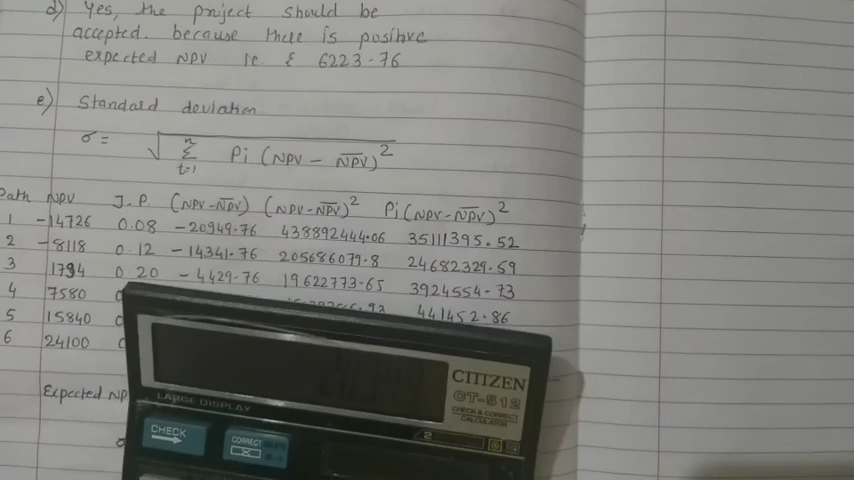 d) Yes, the project should be
accepted. because there is positive
expected NPV ie. ₹ 6223.76
e) Standard deviation
σ = √ n Σ t=1 Pi (NPV - N̅P̅V̅)²
Path NPV J.P. (NPV-N̅P̅V̅) (NPV-N̅P̅V̅)² Pi(NPV-N̅P̅V̅)²
1 -14726 0.08 -20949.76 438892444.06 35111395.52
2 -8118 0.12 -14341.76 205686079.8 24682329.59
3 1794 0.20 -4429.76 19622773.65 3924554.73
4 7580 441452.86
5 15840
6 24100
Expected NP
CITIZEN
CT-512
CHECK & CORRECT
CALCULATOR
LARGE DISPLAY
CHECK
CORRECT